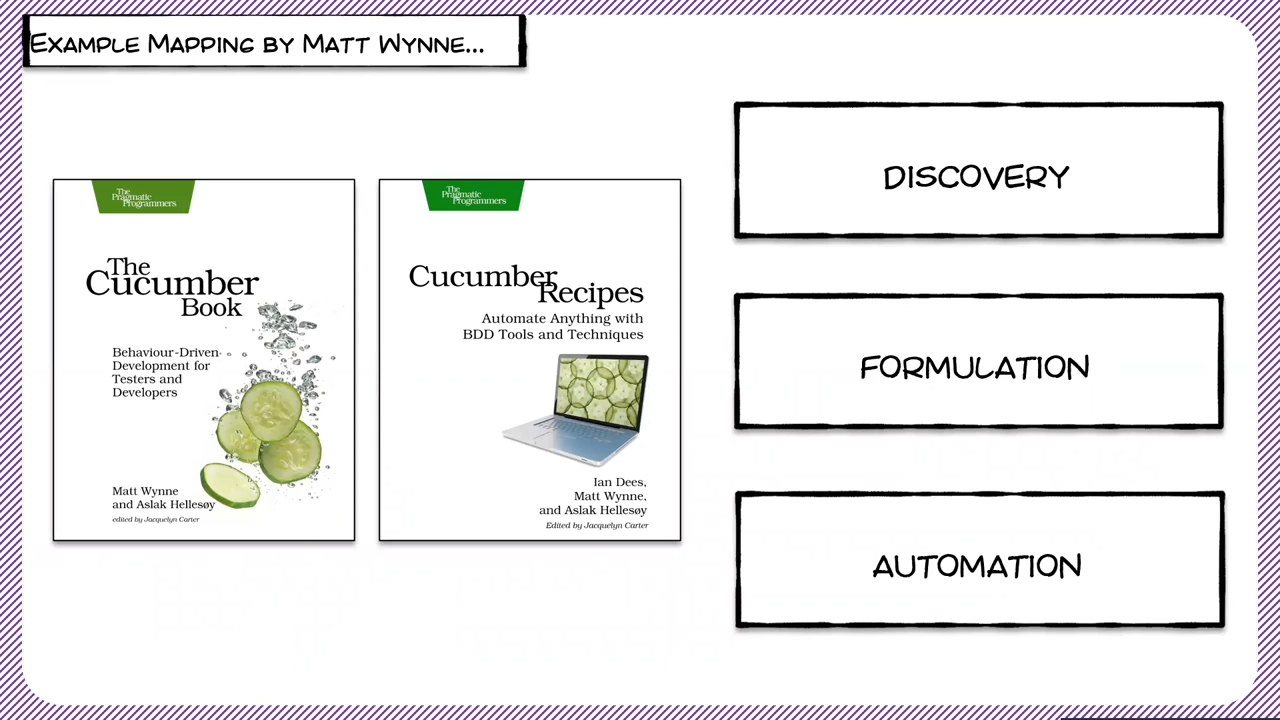 Example Mapping by Matt Wynne...
The
Pragmatic
Programmers
The
Cucumber
Book
Behaviour-Driven
Development for
Testers and
Developers
Matt Wynne
and Aslak Hellesøy
edited by Jacquelyn Carter
The
Pragmatic
Programmers
Cucumber
Recipes
Automate Anything with
BDD Tools and Techniques
Ian Dees,
Matt Wynne,
and Aslak Hellesøy
Edited by Jacquelyn Carter
DISCOVERY
FORMULATION
AUTOMATION